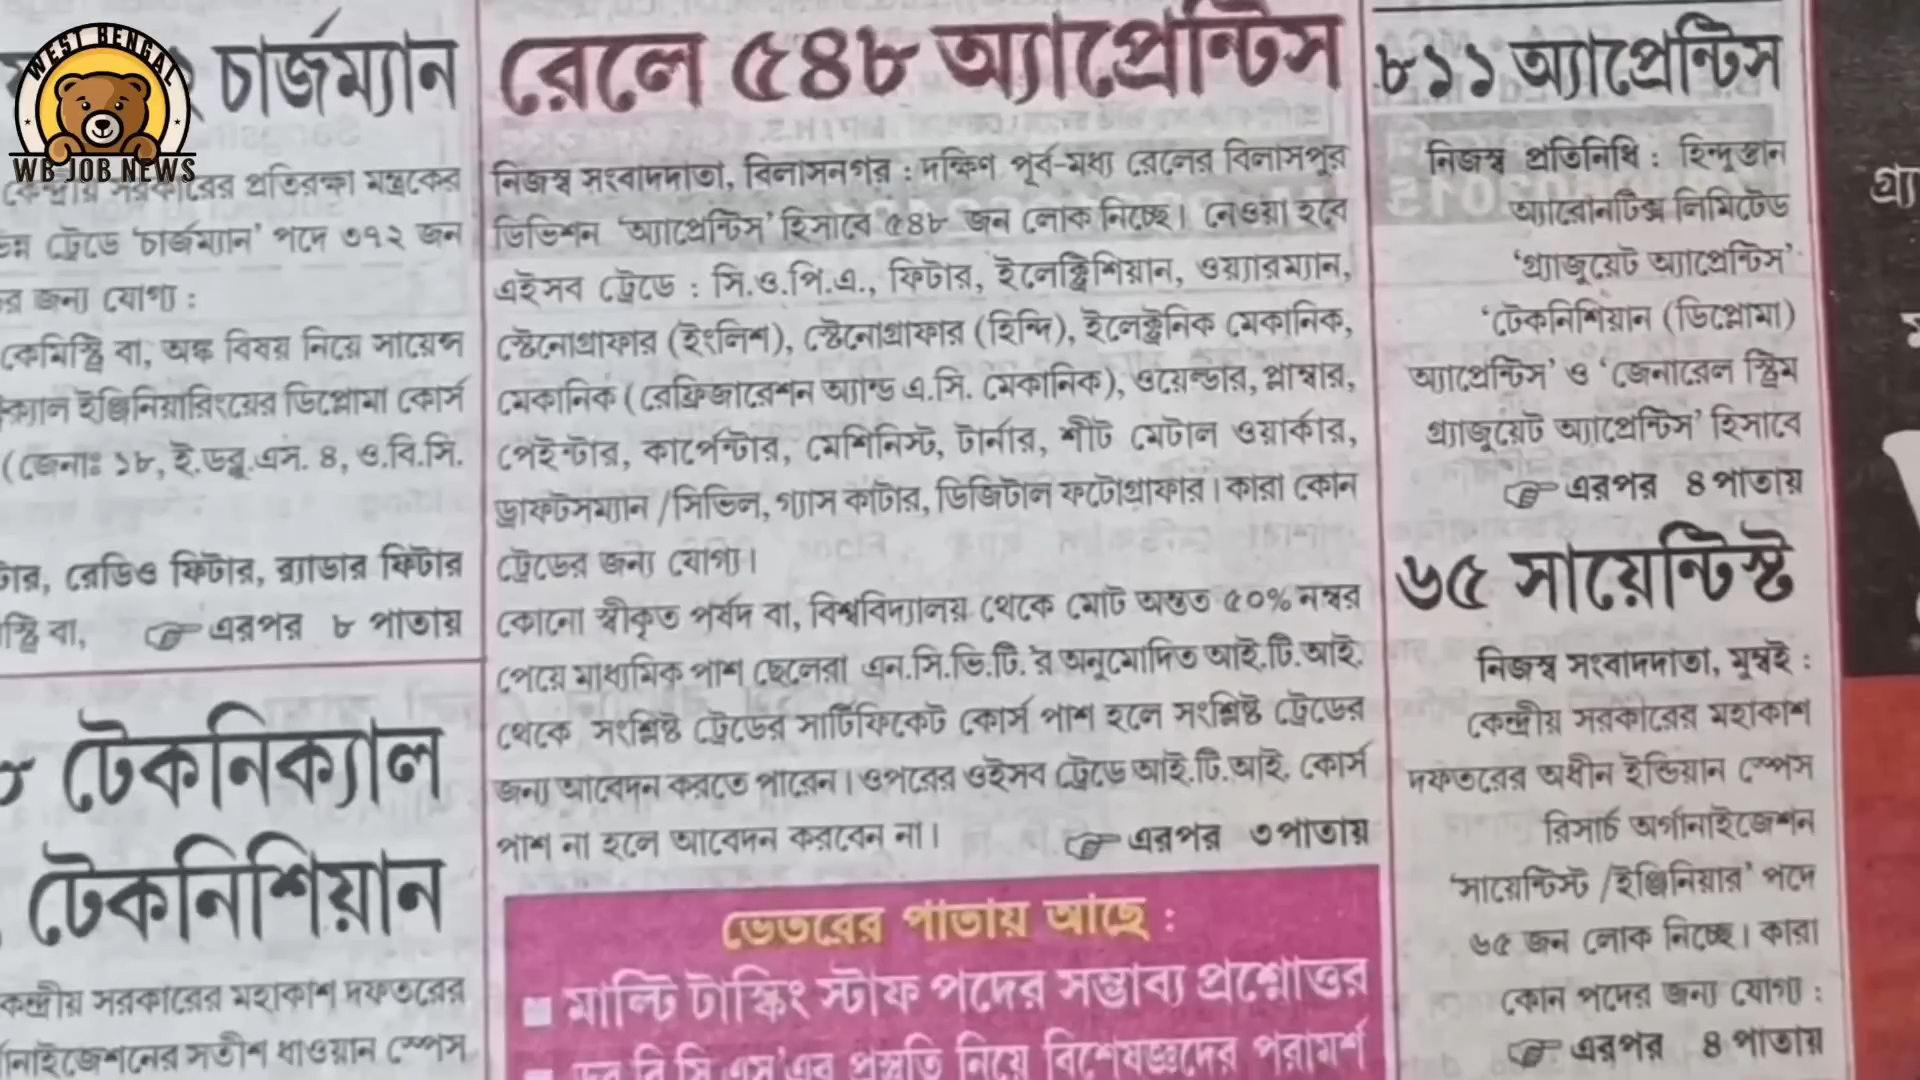 WEST BENGAL
WB JOB NEWS
চার্জম্যান
কেন্দ্রীয় সরকারের প্রতিরক্ষা মন্ত্রকের
ট্রেডে 'চার্জম্যান' পদে ৩৭২ জন
জন্য যোগ্য :
কেমিস্ট্রি বা, অঙ্ক বিষয় নিয়ে সায়েন্স
ইঞ্জিনিয়ারিংয়ের ডিপ্লোমা কোর্স
(জেনাঃ ১৮, ই.ডব্লু.এস. ৪, ও.বি.সি.
রেডিও ফিটার, র‍্যাডার ফিটার
বা, এরপর ৮ পাতায়
টেকনিক্যাল
টেকনিশিয়ান
কেন্দ্রীয় সরকারের মহাকাশ দফতরের
সতীশ ধাওয়ান স্পেস
রেলে ৫৪৮ অ্যাপ্রেন্টিস
নিজস্ব সংবাদদাতা, বিলাসনগর : দক্ষিণ পূর্ব-মধ্য রেলের বিলাসপুর
ডিভিশন 'অ্যাপ্রেন্টিস' হিসাবে ৫৪৮ জন লোক নিচ্ছে। নেওয়া হবে
এইসব ট্রেডে : সি.ও.পি.এ., ফিটার, ইলেক্ট্রিশিয়ান, ওয়্যারম্যান,
স্টেনোগ্রাফার (ইংলিশ), স্টেনোগ্রাফার (হিন্দি), ইলেক্ট্রনিক মেকানিক,
মেকানিক (রেফ্রিজারেশন অ্যান্ড এ.সি. মেকানিক), ওয়েল্ডার, প্লাম্বার,
পেইন্টার, কার্পেন্টার, মেশিনিস্ট, টার্নার, শীট মেটাল ওয়ার্কার,
ড্রাফটসম্যান /সিভিল, গ্যাস কাটার, ডিজিটাল ফটোগ্রাফার। কারা কোন
ট্রেডের জন্য যোগ্য।
কোনো স্বীকৃত পর্ষদ বা, বিশ্ববিদ্যালয় থেকে মোট অন্তত ৫০% নম্বর
পেয়ে মাধ্যমিক পাশ ছেলেরা এন.সি.ভি.টি.'র অনুমোদিত আই.টি.আই.
থেকে সংশ্লিষ্ট ট্রেডের সার্টিফিকেট কোর্স পাশ হলে সংশ্লিষ্ট ট্রেডের
জন্য আবেদন করতে পারেন। ওপরের ওইসব ট্রেডে আই.টি.আই. কোর্স
পাশ না হলে আবেদন করবেন না। এরপর ৩ পাতায়
ভেতরের পাতায় আছে :
মাল্টি টাস্কিং স্টাফ পদের সম্ভাব্য প্রশ্নোত্তর
প্রস্তুতি নিয়ে বিশেষজ্ঞদের পরামর্শ
৮১১ অ্যাপ্রেন্টিস
নিজস্ব প্রতিনিধি : হিন্দুস্তান
অ্যারোনটিক্স লিমিটেড
'গ্র্যাজুয়েট অ্যাপ্রেন্টিস'
'টেকনিশিয়ান (ডিপ্লোমা)
অ্যাপ্রেন্টিস' ও 'জেনারেল স্ট্রিম
গ্র্যাজুয়েট অ্যাপ্রেন্টিস' হিসাবে
এরপর ৪ পাতায়
৬৫ সায়েন্টিস্ট
নিজস্ব সংবাদদাতা, মুম্বই :
কেন্দ্রীয় সরকারের মহাকাশ
দফতরের অধীন ইন্ডিয়ান স্পেস
রিসার্চ অর্গানাইজেশন
'সায়েন্টিস্ট /ইঞ্জিনিয়ার' পদে
৬৫ জন লোক নিচ্ছে। কারা
কোন পদের জন্য যোগ্য :
এরপর ৪ পাতায়